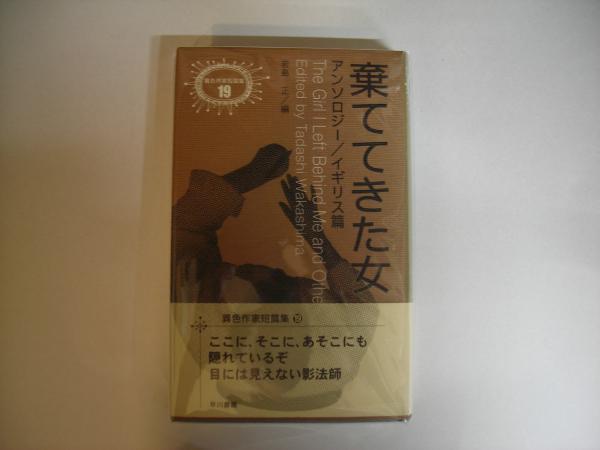 異色作家短篇集
19
棄ててきた女
アンソロジー/イギリス篇
The Girl I Left Behind Me and Othe
Edited by Tadashi Wakashima
若島 正/編
異色作家短篇集⑲
ここに、そこに、あそこにも
隠れているぞ
目には見えない影法師
早川書房